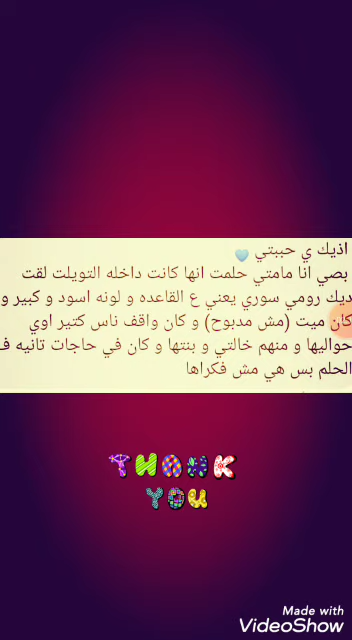 اذيك ي حببتي 🩵
بصي انا مامتي حلمت انها كانت داخله التويلت لقت
ديك رومي سوري يعني ع القاعده و لونه اسود و كبير و
كان ميت (مش مدبوح) و كان واقف ناس كتير اوي
حواليها و منهم خالتي و بنتها و كان في حاجات تانيه ف
الحلم بس هي مش فكراها
THANK
YOU
Made with
VideoShow